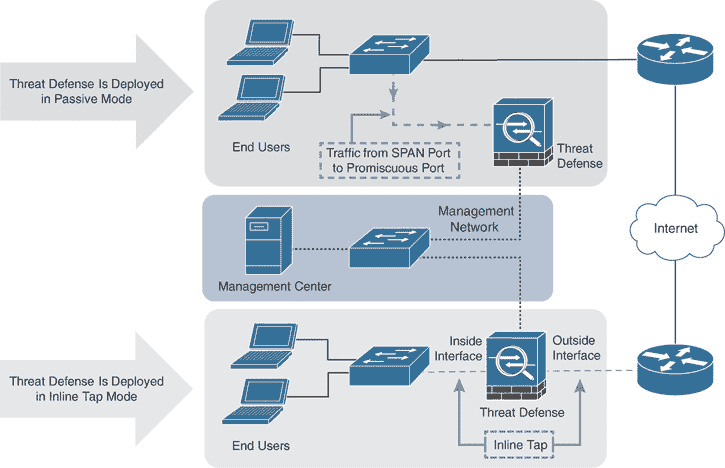 Threat Defense Is Deployed
in Passive Mode
End Users
Traffic from SPAN Port
to Promiscuous Port
Threat
Defense
Management
Network
Management Center
Internet
Threat Defense Is Deployed
in Inline Tap Mode
End Users
Inside
Interface
Outside
Interface
Threat Defense
Inline Tap